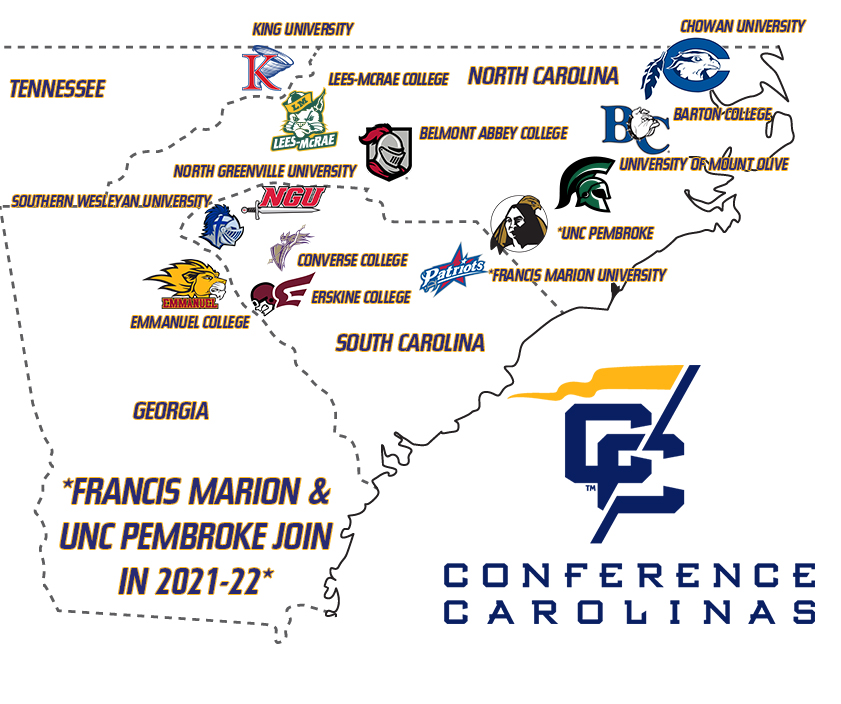 KING UNIVERSITY
CHOWAN UNIVERSITY
TENNESSEE
K
LEES-McRAE COLLEGE
NORTH CAROLINA
C
LM
LEES-McRAE
BELMONT ABBEY COLLEGE
BC
BARTON COLLEGE
NORTH GREENVILLE UNIVERSITY
UNIVERSITY OF MOUNT OLIVE
SOUTHERN WESLEYAN UNIVERSITY
NGU
*UNC PEMBROKE
CONVERSE COLLEGE
Patriots
*FRANCIS MARION UNIVERSITY
EMMANUEL
E
ERSKINE COLLEGE
EMMANUEL COLLEGE
SOUTH CAROLINA
GEORGIA
*FRANCIS MARION &
UNC PEMBROKE JOIN
IN 2021-22*
CC
TM
CONFERENCE
CAROLINAS